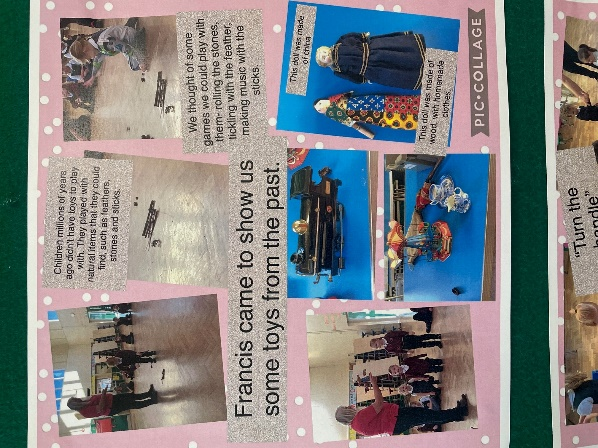 Francis came to show us
some toys from the past.
Children millions of years
ago didn't have toys to play
with. They played with
natural items that they could
find, such as feathers,
stones and sticks.
We thought of some
games we could play with
them- rolling the stones,
tickling with the feather,
making music with the
sticks.
This doll was made
of china
This doll was made of
wood, with homemade
clothes.
PIC•COLLAGE
"Turn the
handle"